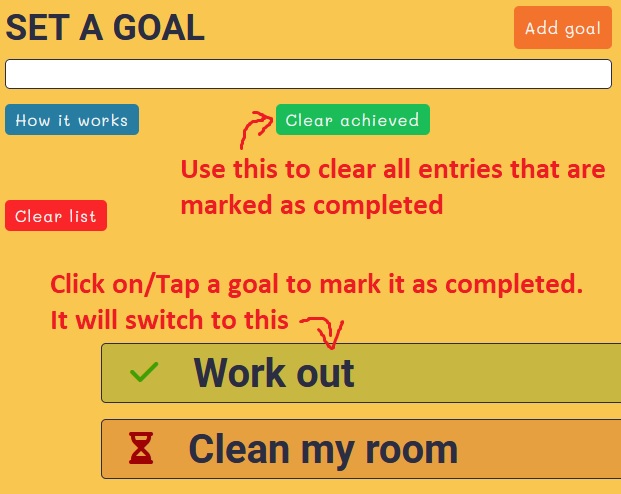 SET A GOAL
Add goal
How it works
Clear achieved
Use this to clear all entries that are
marked as completed
Clear list
Click on/Tap a goal to mark it as completed.
It will switch to this
Work out
Clean my room